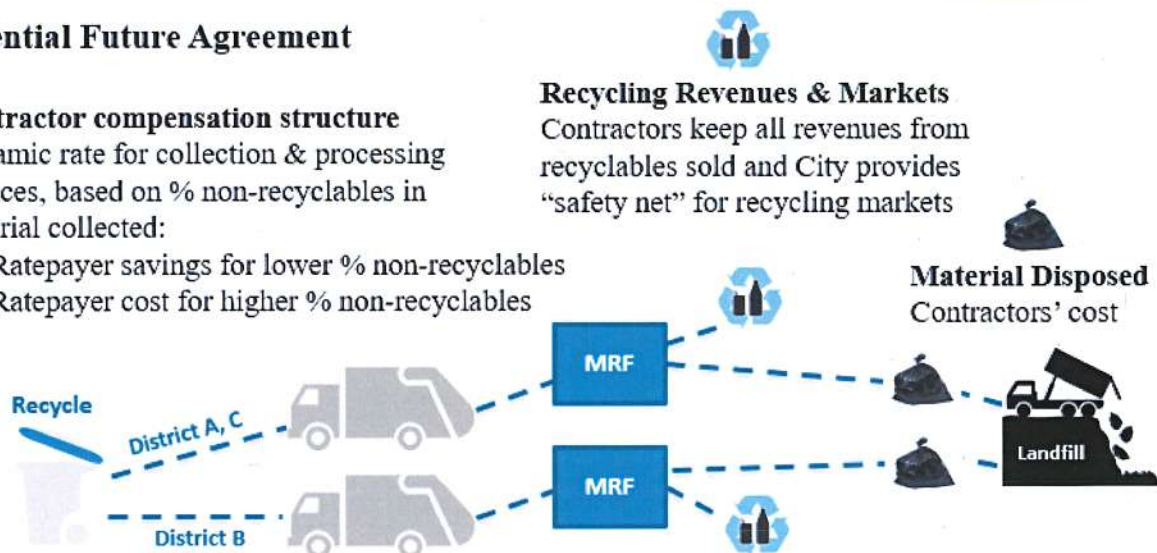 ential Future Agreement
tractor compensation structure
amic rate for collection & processing
ces, based on % non-recyclables in
rial collected:
Ratepayer savings for lower % non-recyclables
Ratepayer cost for higher % non-recyclables
Recycling Revenues & Markets
Contractors keep all revenues from
recyclables sold and City provides
“safety net” for recycling markets
Material Disposed
Contractors’ cost
Recycle
District A, C
District B
MRF
MRF
Landfill